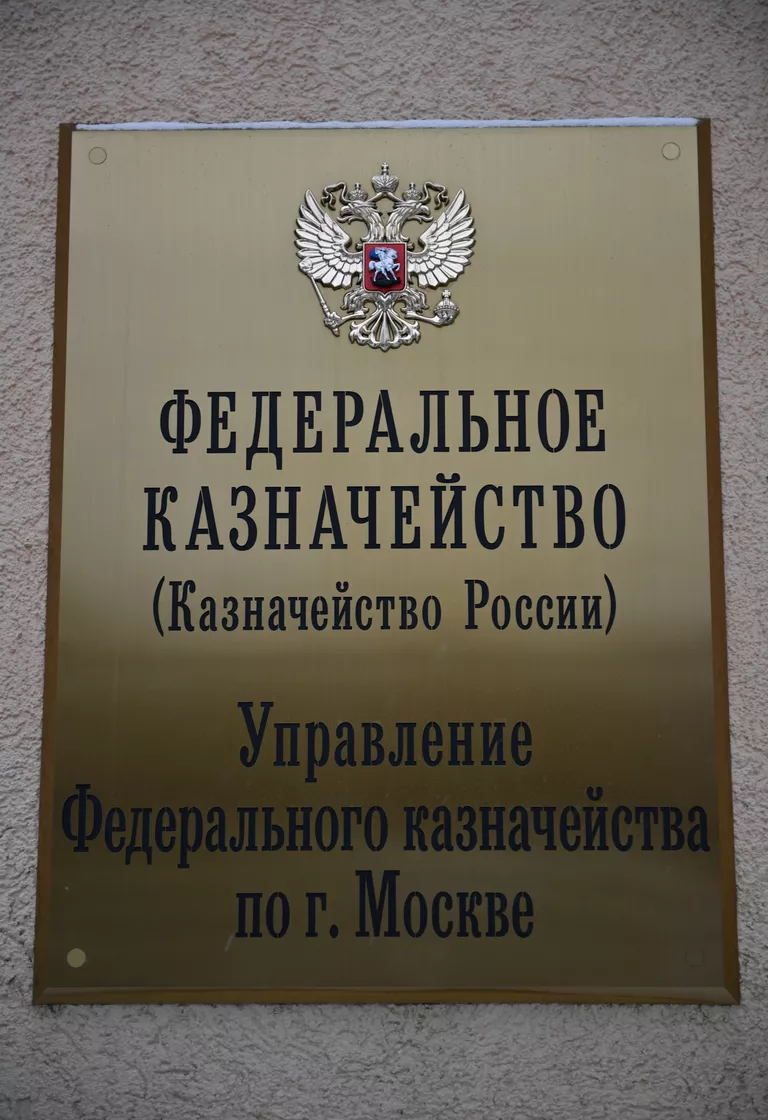 ФЕДЕРАЛЬНОЕ
КАЗНАЧЕЙСТВО
(Казначейство России)
Управление
Федерального казначейства
по г. Москве